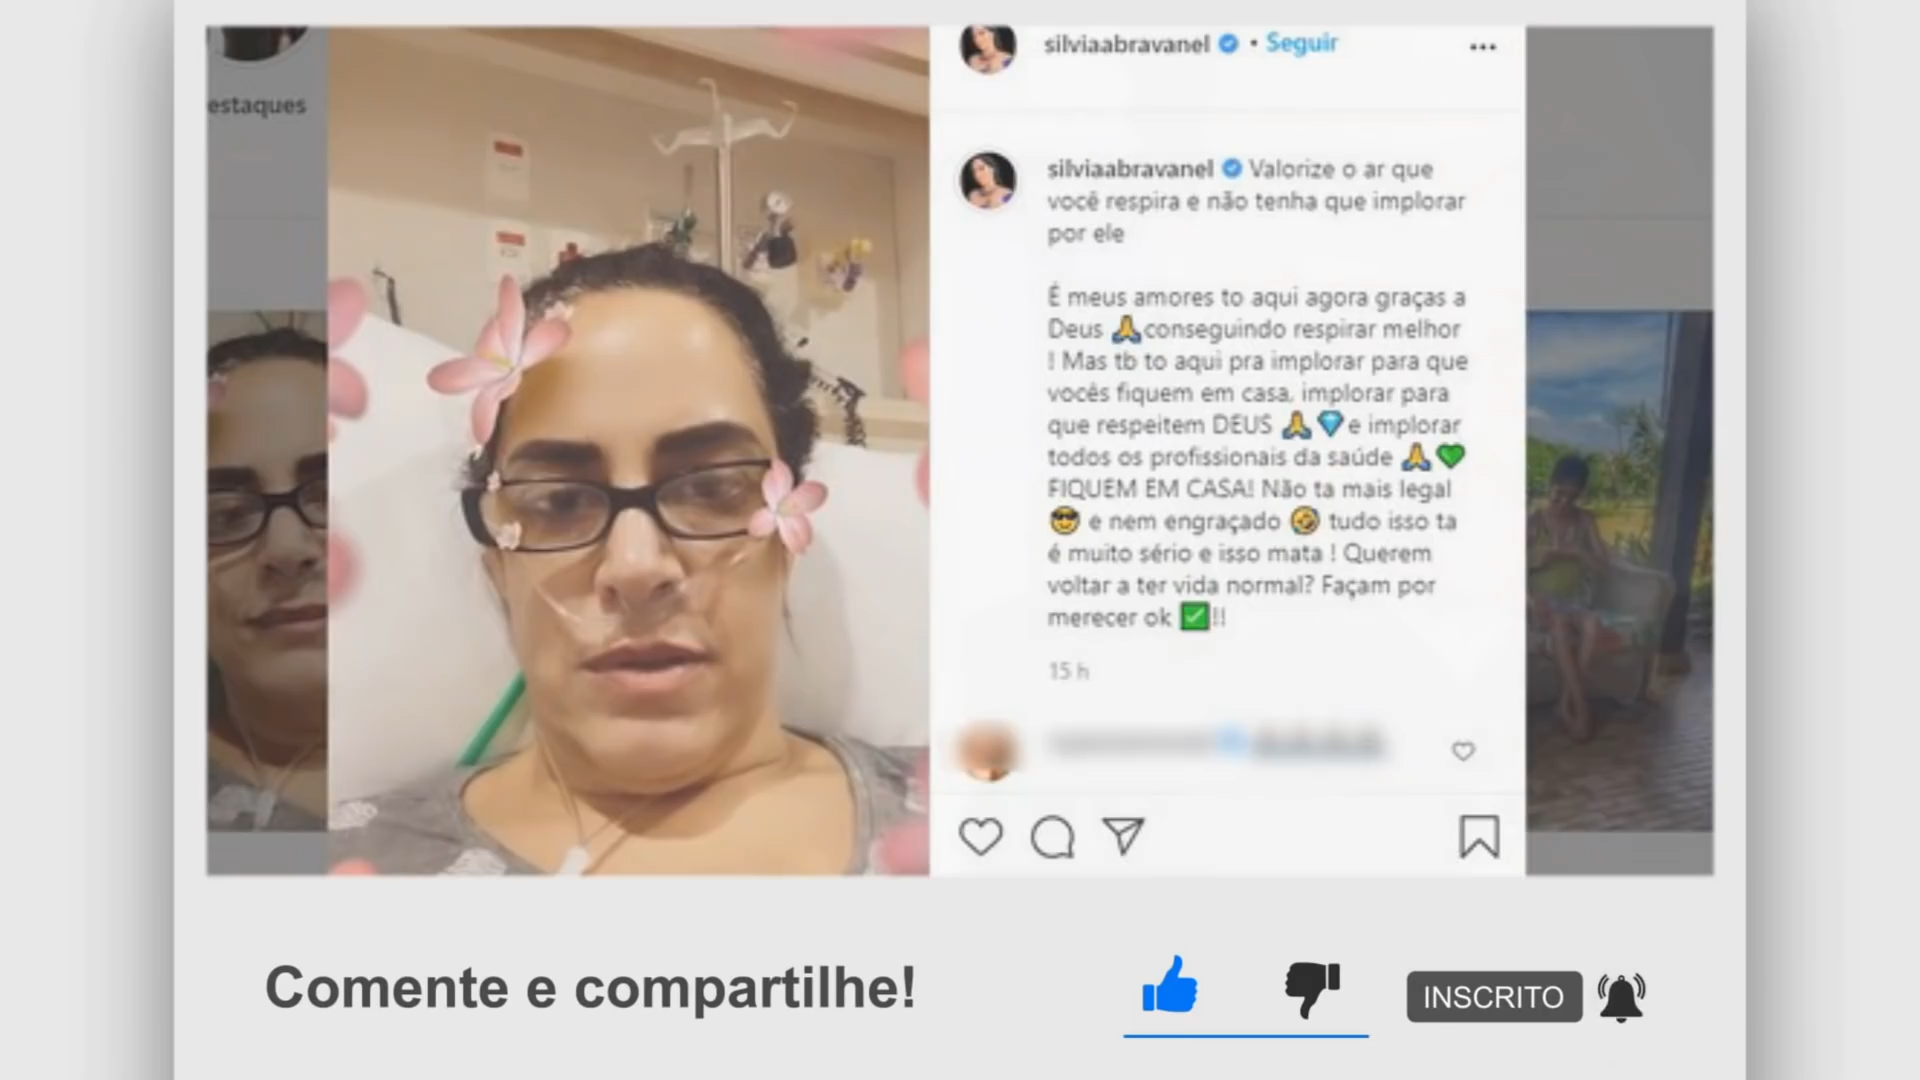 estaques
silviaabravanel • Seguir
silviaabravanel Valorize o ar que
você respira e não tenha que implorar
por ele
É meus amores to aqui agora graças a
Deus 🙏conseguindo respirar melhor
! Mas tb to aqui pra implorar para que
vocês fiquem em casa, implorar para
que respeitem DEUS 🙏💎e implorar
todos os profissionais da saúde 🙏💚
FIQUEM EM CASA! Não ta mais legal
😎 e nem engraçado 🤣 tudo isso ta
é muito sério e isso mata ! Querem
voltar a ter vida normal? Façam por
merecer ok ✅!!
15 h
Comente e compartilhe!
INSCRITO